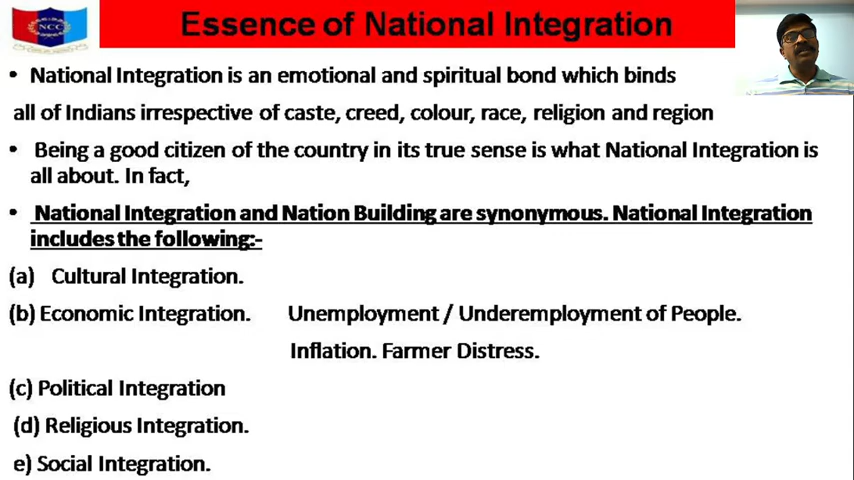 NCC
Essence of National Integration
• National Integration is an emotional and spiritual bond which binds
all of Indians irrespective of caste, creed, colour, race, religion and region
• Being a good citizen of the country in its true sense is what National Integration is
all about. In fact,
• National Integration and Nation Building are synonymous. National Integration
includes the following:-
(a) Cultural Integration.
(b) Economic Integration. Unemployment / Underemployment of People.
Inflation. Farmer Distress.
(c) Political Integration
(d) Religious Integration.
e) Social Integration.